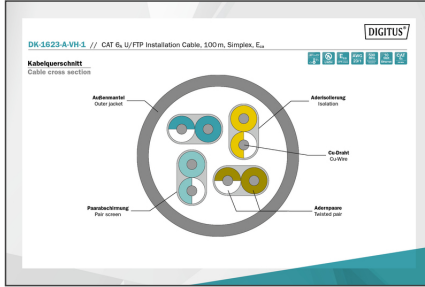 DIGITUS®
DK-1623-A-VH-1 // CAT 6A U/FTP Installation Cable, 100 m, Simplex, Eca
Kabelquerschnitt
Cable cross section
Außenmantel
Outer jacket
Aderisolierung
Isolation
Cu-Draht
Cu-Wire
Paarabschirmung
Pair screen
Adernpaare
Twisted pair